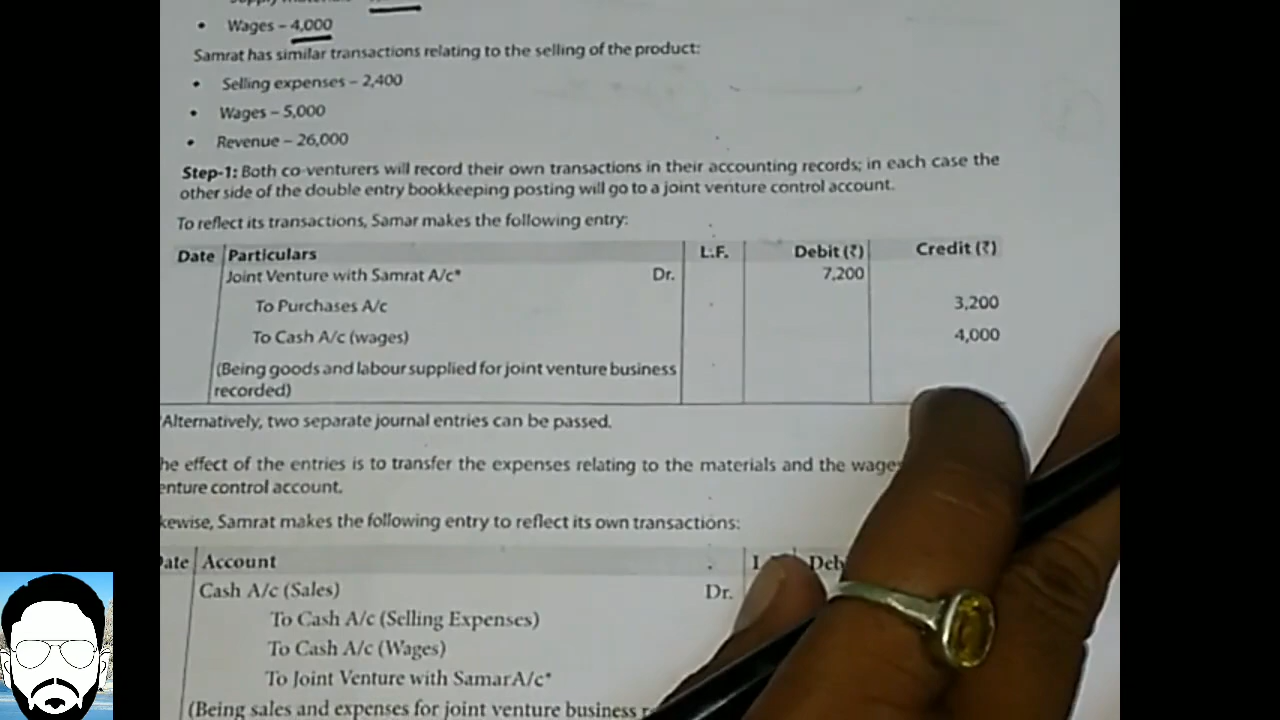 • Wages – 4,000
Samrat has similar transactions relating to the selling of the product:
• Selling expenses – 2,400
• Wages – 5,000
• Revenue – 26,000
Step-1: Both co-venturers will record their own transactions in their accounting records; in each case the
other side of the double entry bookkeeping posting will go to a joint venture control account.
To reflect its transactions, Samar makes the following entry:
Date Particulars L.F. Debit (₹) Credit (₹)
Joint Venture with Samrat A/c* Dr. 7,200
To Purchases A/c 3,200
To Cash A/c (wages) 4,000
(Being goods and labour supplied for joint venture business
recorded)
Alternatively, two separate journal entries can be passed.
he effect of the entries is to transfer the expenses relating to the materials and the wage
enture control account.
kewise, Samrat makes the following entry to reflect its own transactions:
ate Account Deb
Cash A/c (Sales) Dr.
To Cash A/c (Selling Expenses)
To Cash A/c (Wages)
To Joint Venture with Samar A/c*
(Being sales and expenses for joint venture business